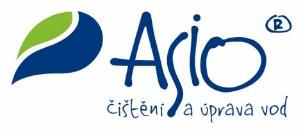 Asio ®
čištění a úprava vod